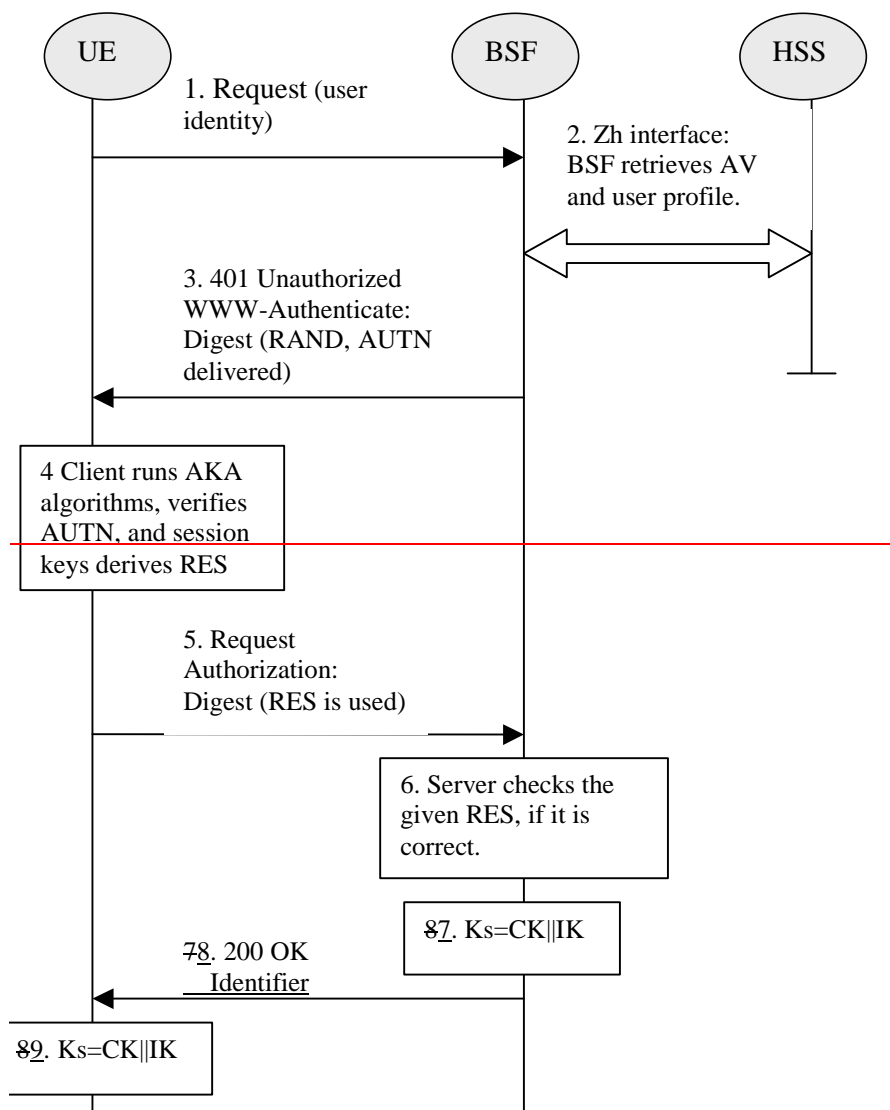 UE
BSF
HSS
1. Request (user
identity)
2. Zh interface:
BSF retrieves AV
and user profile.
3. 401 Unauthorized
WWW-Authenticate:
Digest (RAND, AUTN
delivered)
4 Client runs AKA
algorithms, verifies
AUTN, and session
keys derives RES
5. Request
Authorization:
Digest (RES is used)
6. Server checks the
given RES, if it is
correct.
87. Ks=CK||IK
78. 200 OK
Identifier
89. Ks=CK||IK